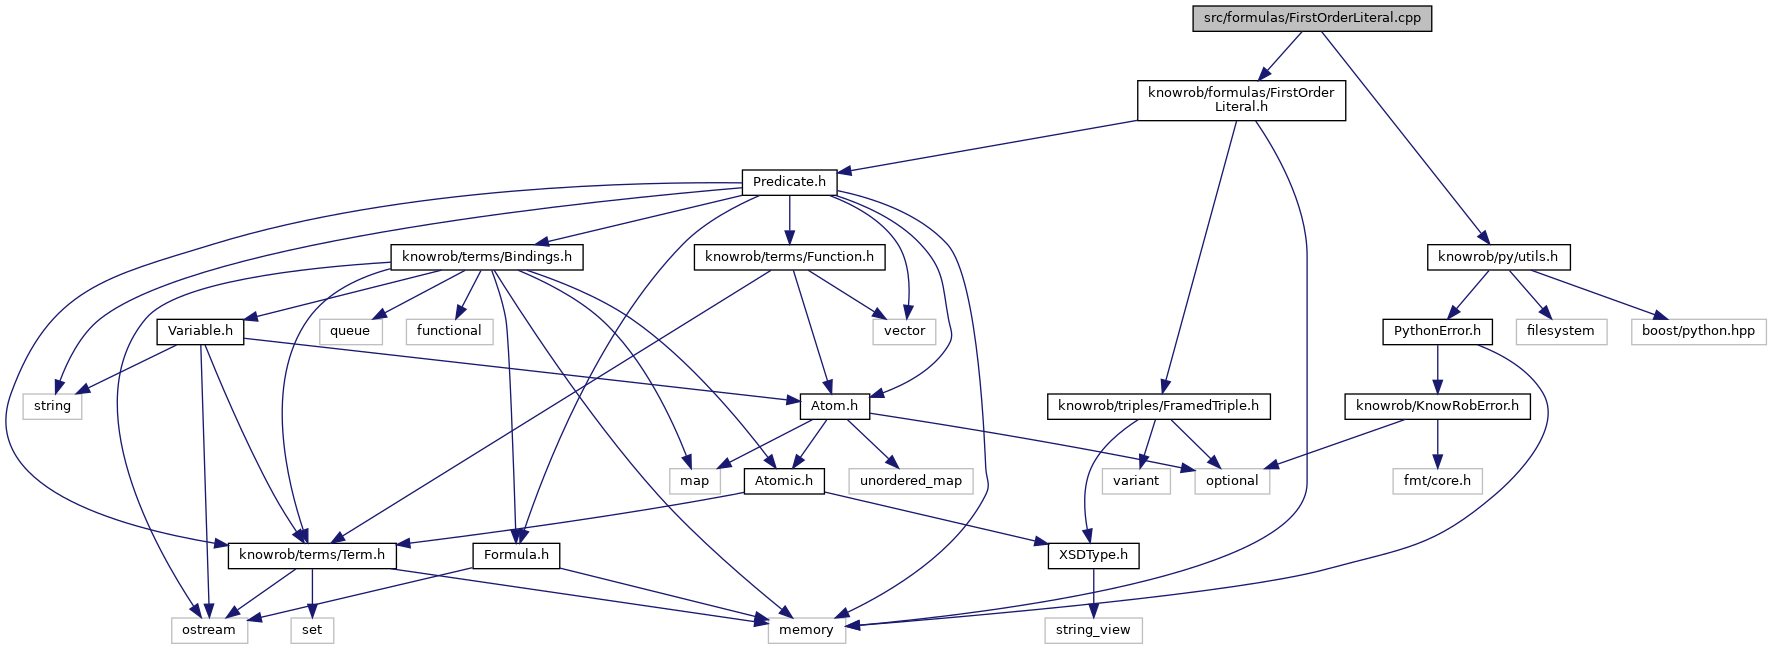 src/formulas/FirstOrderLiteral.cpp
knowrob/formulas/FirstOrder
Literal.h
Predicate.h
knowrob/terms/Bindings.h
knowrob/terms/Function.h
knowrob/py/utils.h
Variable.h
queue
functional
vector
PythonError.h
filesystem
boost/python.hpp
string
Atom.h
knowrob/triples/FramedTriple.h
knowrob/KnowRobError.h
map
Atomic.h
unordered_map
variant
optional
fmt/core.h
knowrob/terms/Term.h
Formula.h
XSDType.h
ostream
set
memory
string_view